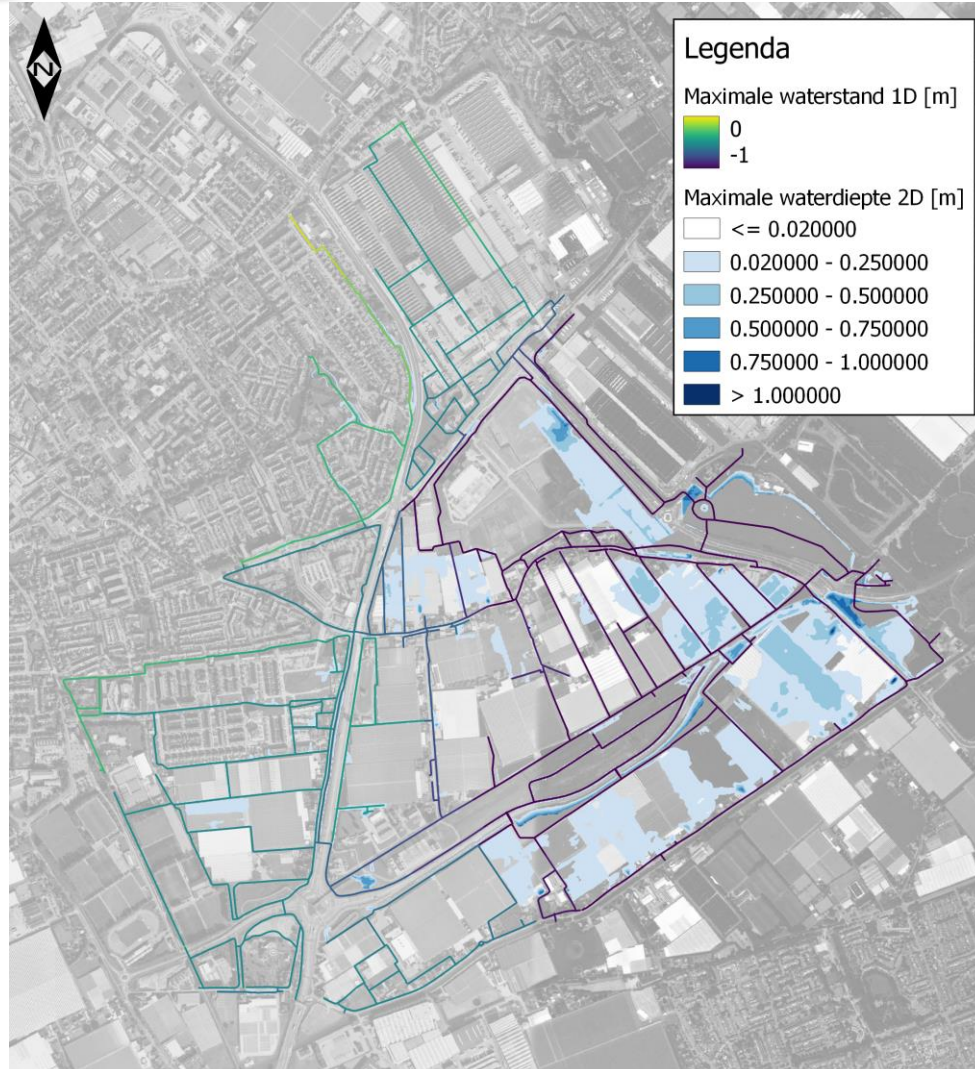 N
Legenda
Maximale waterstand 1D [m]
0
-1
Maximale waterdiepte 2D [m]
<= 0.020000
0.020000 - 0.250000
0.250000 - 0.500000
0.500000 - 0.750000
0.750000 - 1.000000
> 1.000000